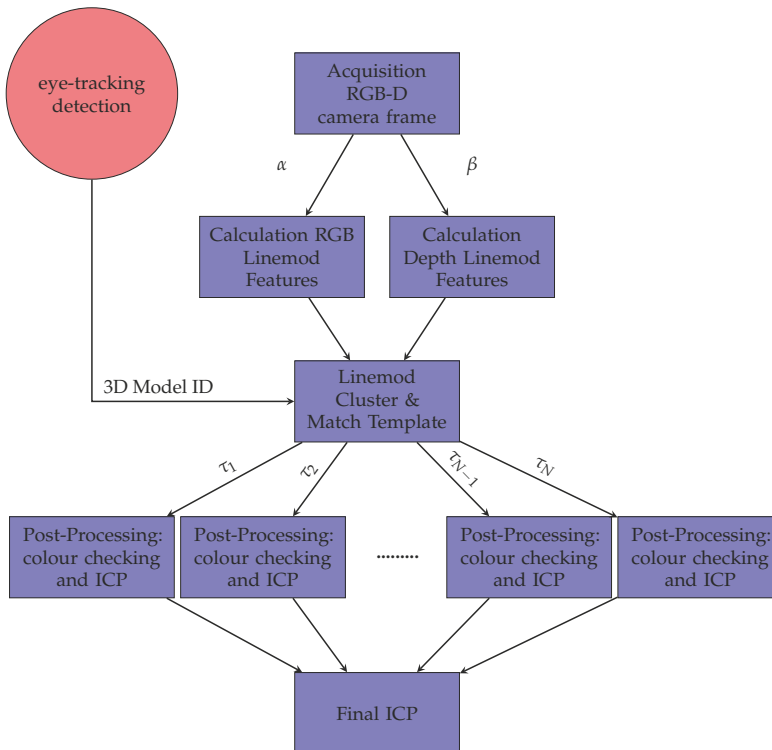 eye-tracking
detection
Acquisition
RGB-D
camera frame
α
β
Calculation RGB
Linemod
Features
Calculation
Depth Linemod
Features
3D Model ID
Linemod
Cluster &
Match Template
τ1
τ2
τN−1
τN
Post-Processing:
colour checking
and ICP
Post-Processing:
colour checking
and ICP
.........
Post-Processing:
colour checking
and ICP
Post-Processing:
colour checking
and ICP
Final ICP